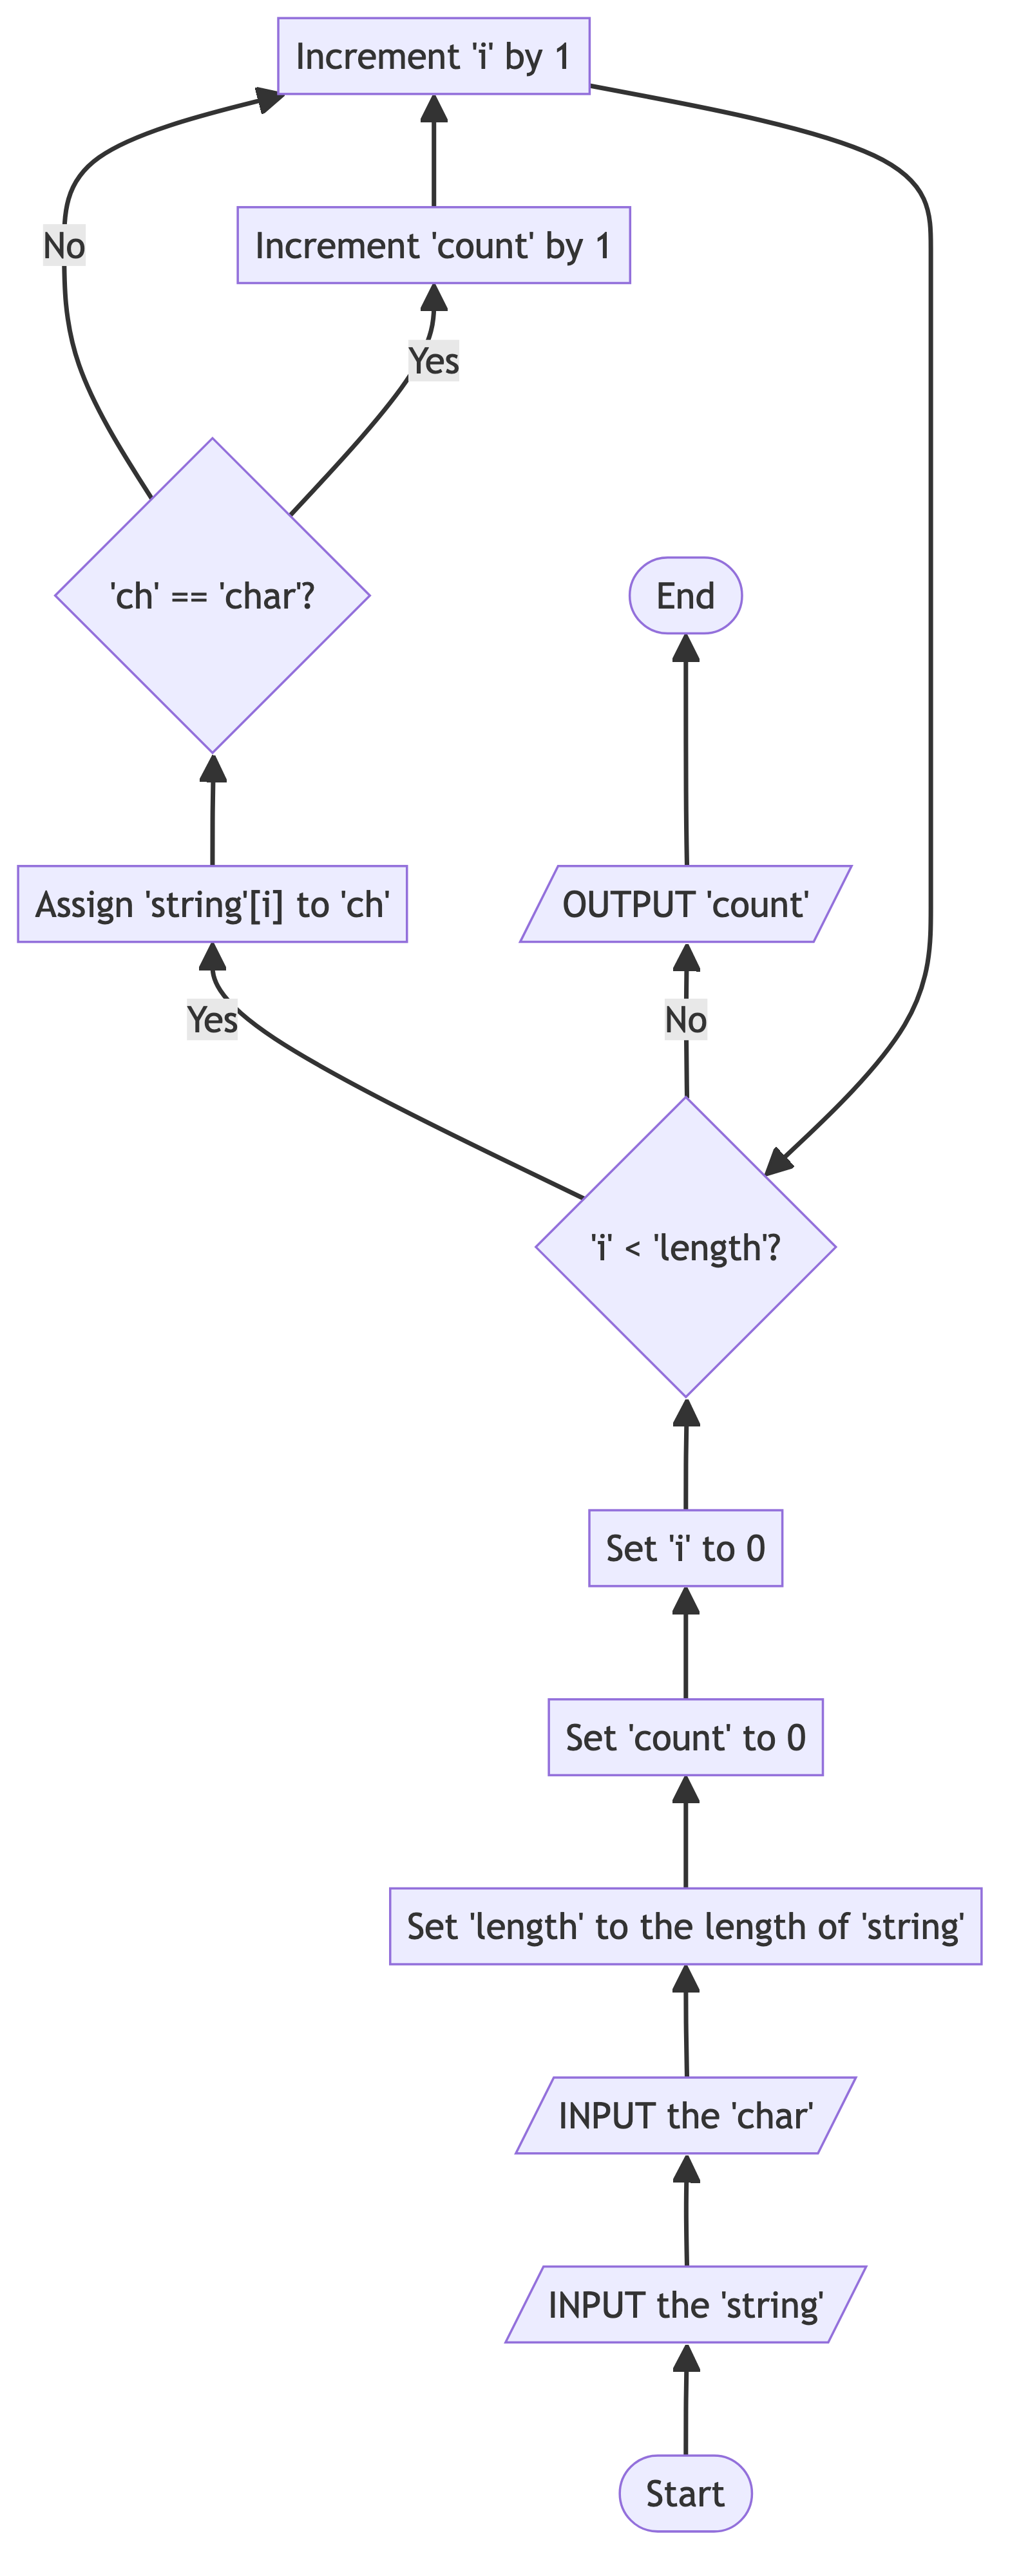 Increment 'i' by 1
No
Increment 'count' by 1
Yes
'ch' == 'char'?
End
Assign 'string'[i] to 'ch'
OUTPUT 'count'
Yes
No
'i' < 'length'?
Set 'i' to 0
Set 'count' to 0
Set 'length' to the length of 'string'
INPUT the 'char'
INPUT the 'string'
Start